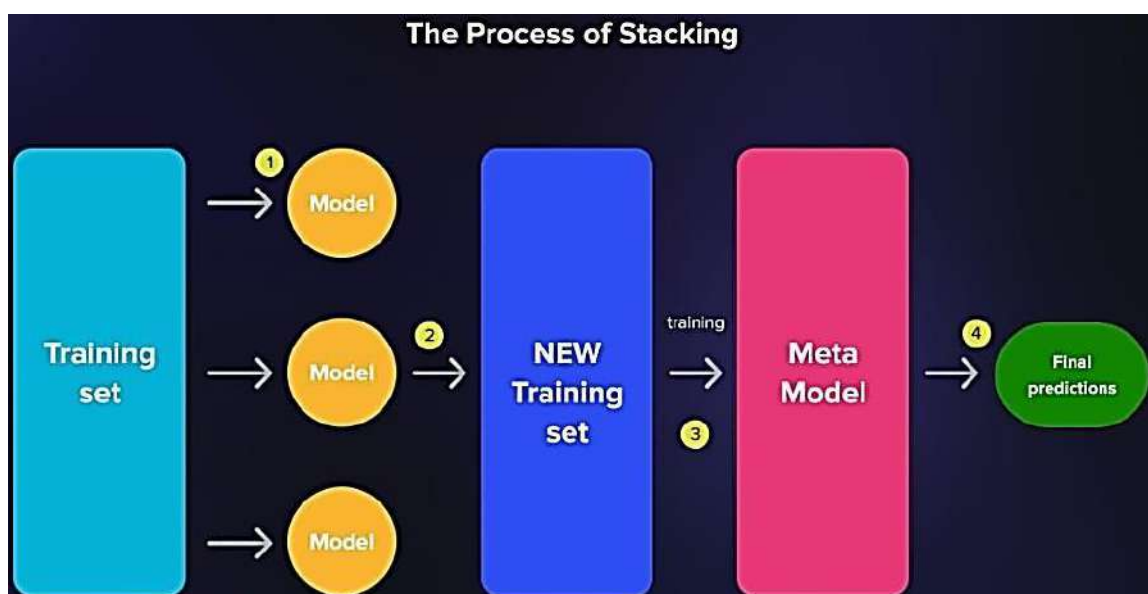 The Process of Stacking
1
Model
Training
set
Model
2
NEW
Training
set
training
3
Meta
Model
4
Final
predictions
Model